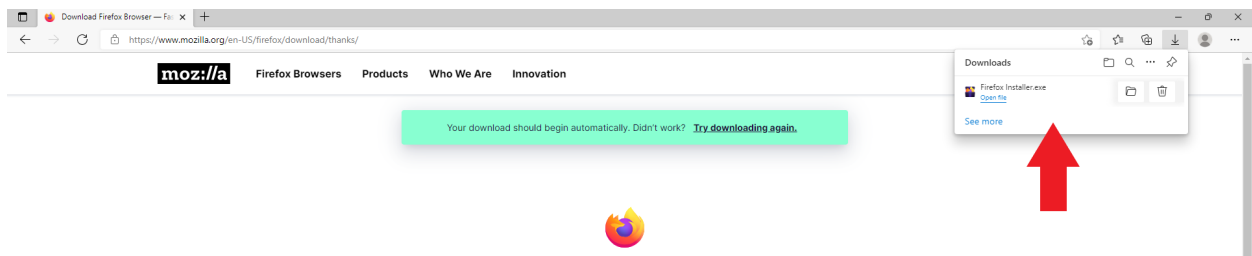 Download Firefox Browser — Fa
https://www.mozilla.org/en-US/firefox/download/thanks/
moz://a Firefox Browsers Products Who We Are Innovation
Downloads
Firefox Installer.exe
Open file
See more
Your download should begin automatically. Didn't work? Try downloading again.